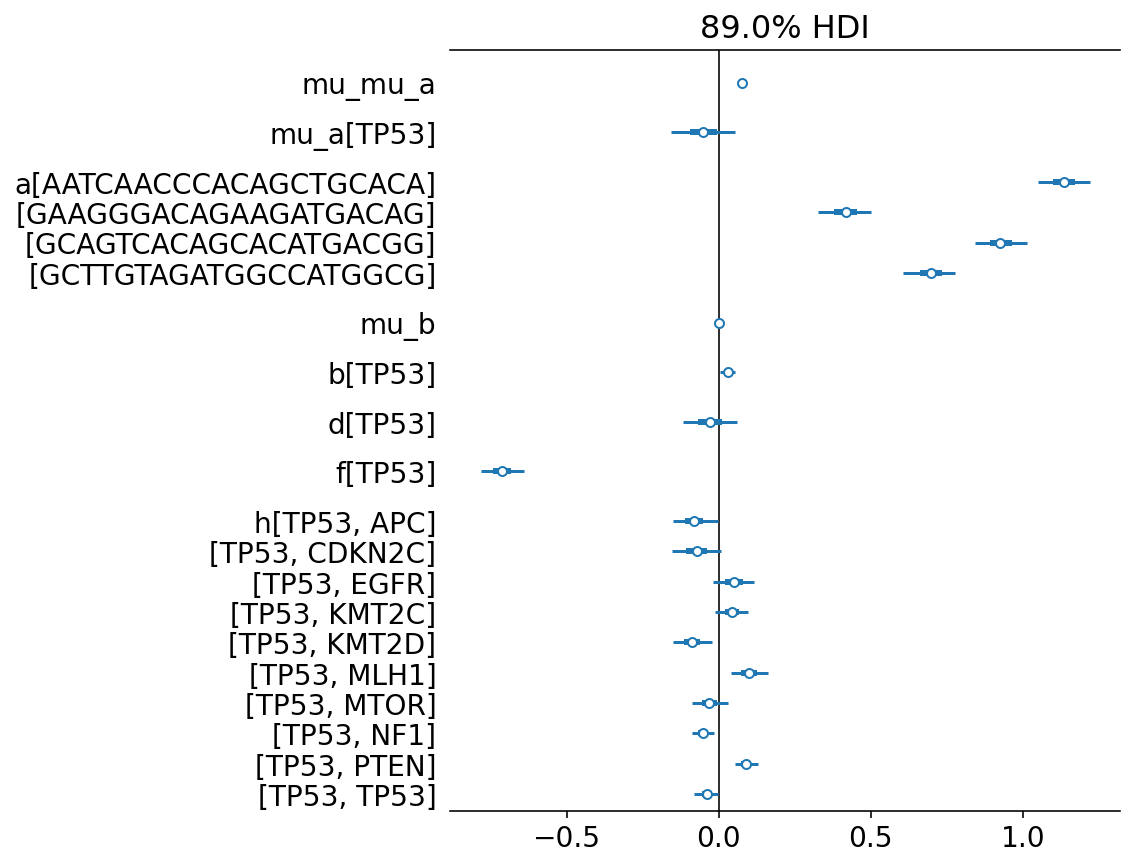 89.0% HDI
mu_mu_a
mu_a[TP53]
a[AATCAACCCACAGCTGCACA]
[GAAGGGACAGAAGATGACAG]
[GCAGTCACAGCACATGACGG]
[GCTTGTAGATGGCCATGGCG]
mu_b
b[TP53]
d[TP53]
f[TP53]
h[TP53, APC]
[TP53, CDKN2C]
[TP53, EGFR]
[TP53, KMT2C]
[TP53, KMT2D]
[TP53, MLH1]
[TP53, MTOR]
[TP53, NF1]
[TP53, PTEN]
[TP53, TP53]
−0.5 0.0 0.5 1.0